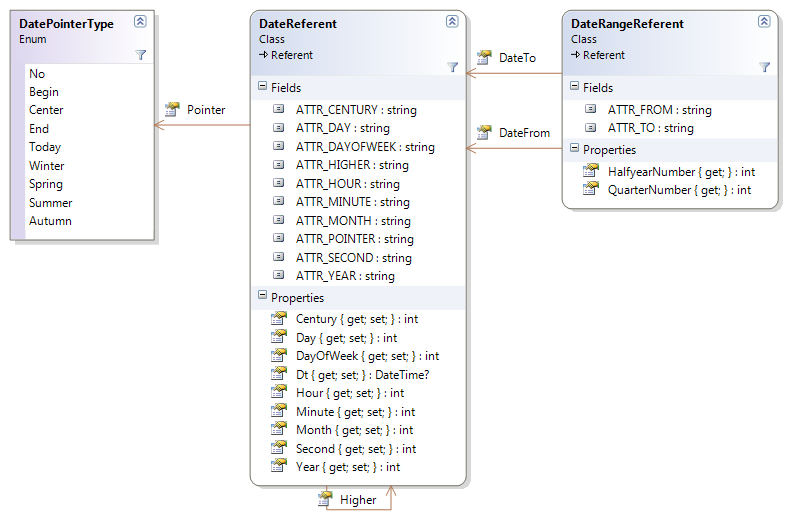 DatePointerType
Enum
No
Begin
Center
End
Today
Winter
Spring
Summer
Autumn
Pointer
DateReferent
Class
Referent
Fields
ATTR_CENTURY : string
ATTR_DAY : string
ATTR_DAYOFWEEK : string
ATTR_HIGHER : string
ATTR_HOUR : string
ATTR_MINUTE : string
ATTR_MONTH : string
ATTR_POINTER : string
ATTR_SECOND : string
ATTR_YEAR : string
Properties
Century { get; set; } : int
Day { get; set; } : int
DayOfWeek { get; set; } : int
Dt { get; set; } : DateTime?
Hour { get; set; } : int
Minute { get; set; } : int
Month { get; set; } : int
Second { get; set; } : int
Year { get; set; } : int
Higher
DateTo
DateFrom
DateRangeReferent
Class
Referent
Fields
ATTR_FROM : string
ATTR_TO : string
Properties
HalfyearNumber { get; } : int
QuarterNumber { get; } : int